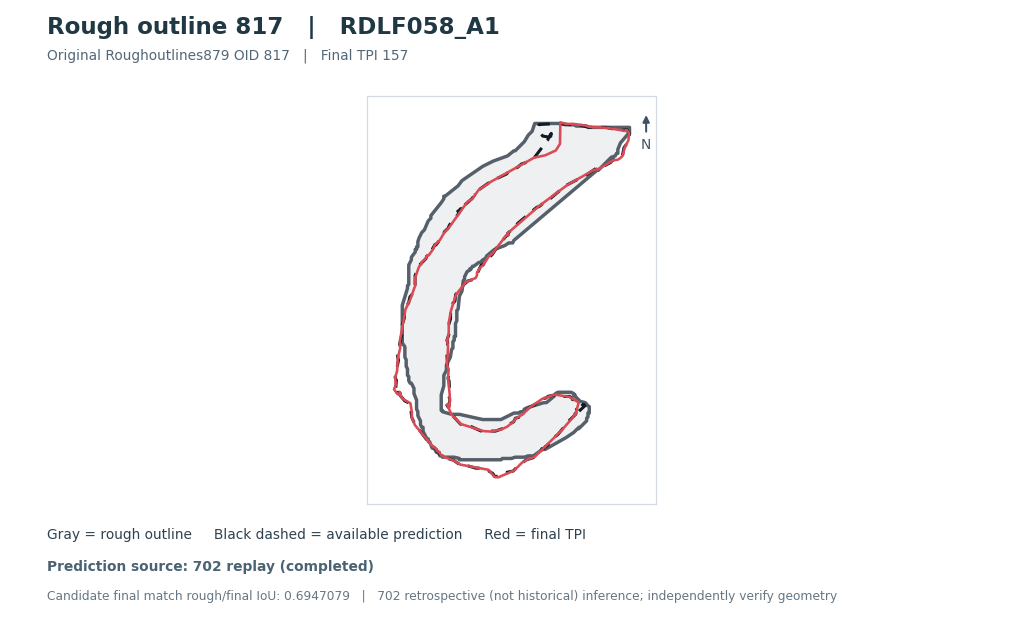 Rough outline 817   |   RDLF058_A1
Original Roughoutlines879 OID 817   |   Final TPI 157
N
Gray = rough outline     Black dashed = available prediction     Red = final TPI
Prediction source: 702 replay (completed)
Candidate final match rough/final IoU: 0.6947079   |   702 retrospective (not historical) inference; independently verify geometry